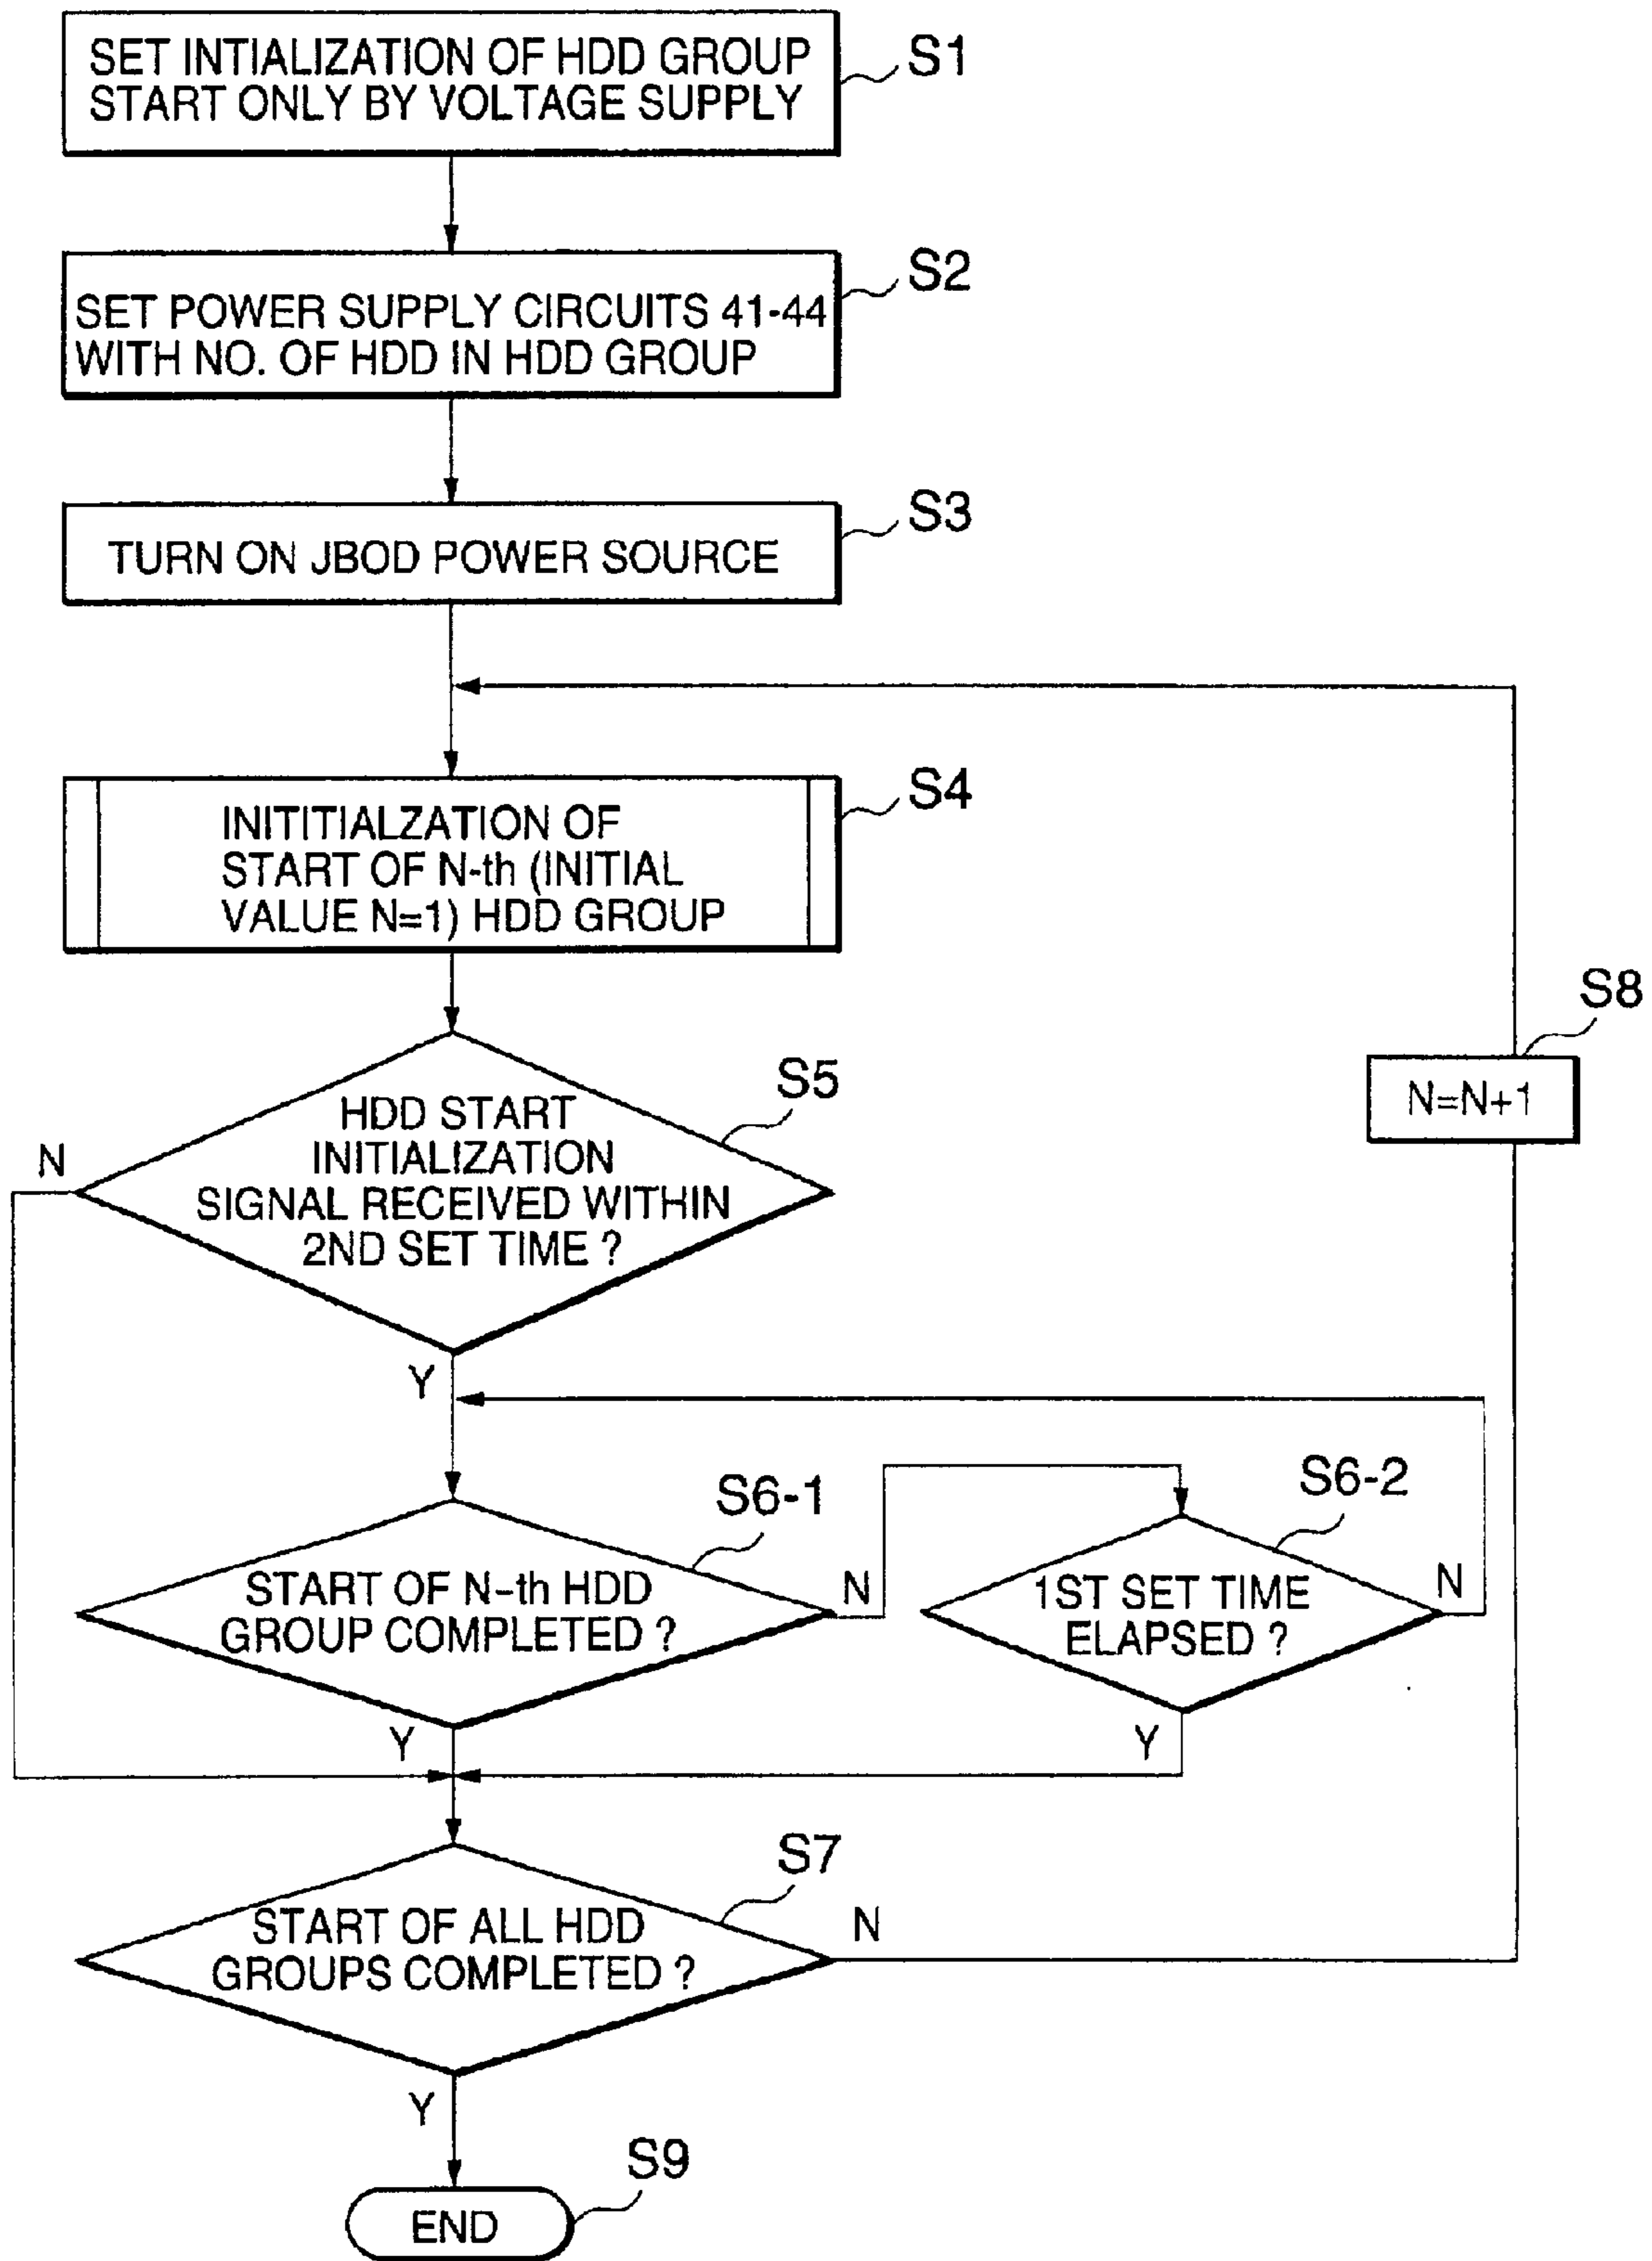 SET INTIALIZATION OF HDD GROUP
START ONLY BY VOLTAGE SUPPLY
S1
S2
SET POWER SUPPLY CIRCUITS 41-44
WITH NO. OF HDD IN HDD GROUP
S3
TURN ON JBOD POWER SOURCE
S4
INITITIALZATION OF
START OF N-th (INITIAL
VALUE N=1) HDD GROUP
S8
N=N+1
S5
HDD START
INITIALIZATION
SIGNAL RECEIVED WITHIN
2ND SET TIME ?
N
Y
S6-1
START OF N-th HDD
GROUP COMPLETED ?
N
Y
S6-2
1ST SET TIME
ELAPSED ?
N
Y
S7
START OF ALL HDD
GROUPS COMPLETED ?
N
Y
S9
END